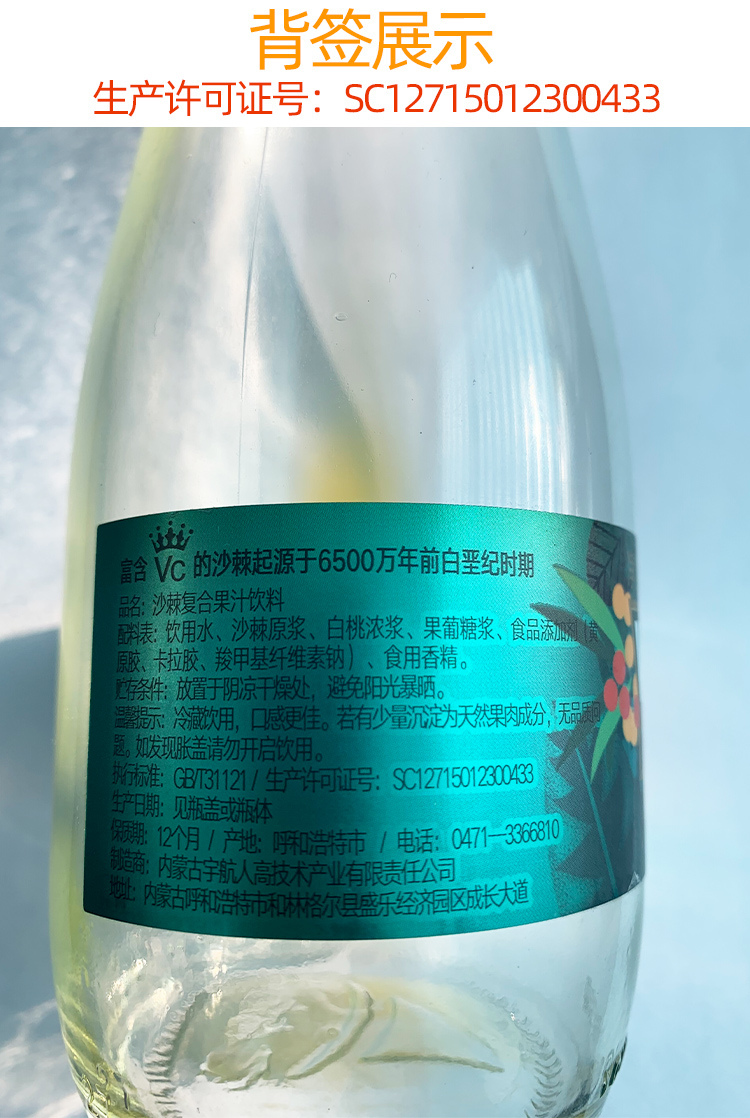 背签展示
生产许可证号：SC12715012300433
富含VC的沙棘起源于6500万年前白垩纪时期
品名：沙棘复合果汁饮料
配料表：饮用水、沙棘原浆、白桃浓浆、果葡糖浆、食品添加剂（黄
原胶、卡拉胶、羧甲基纤维素钠）、食用香精。
贮存条件：放置于阴凉干燥处，避免阳光暴晒。
温馨提示：冷藏饮用，口感更佳。若有少量沉淀为天然果肉成分，无品质问
题。如发现胀盖请勿开启饮用。
执行标准：GB/T31121 / 生产许可证号：SC12715012300433
生产日期：见瓶盖或瓶体
保质期：12个月 / 产地：呼和浩特市 / 电话：0471—3366810
制造商：内蒙古宇航人高技术产业有限责任公司
地址：内蒙古呼和浩特市和林格尔县盛乐经济园区成长大道